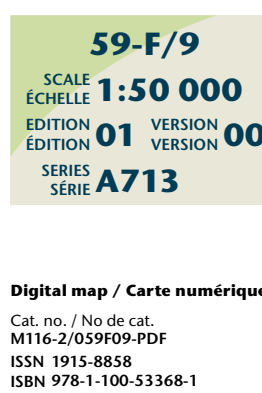 59-F/9
SCALE
ÉCHELLE 1:50 000
EDITION
ÉDITION 01 VERSION
VERSION 00
SERIES
SÉRIE A713
Digital map / Carte numérique
Cat. no. / No de cat.
M116-2/059F09-PDF
ISSN 1915-8858
ISBN 978-1-100-53368-1